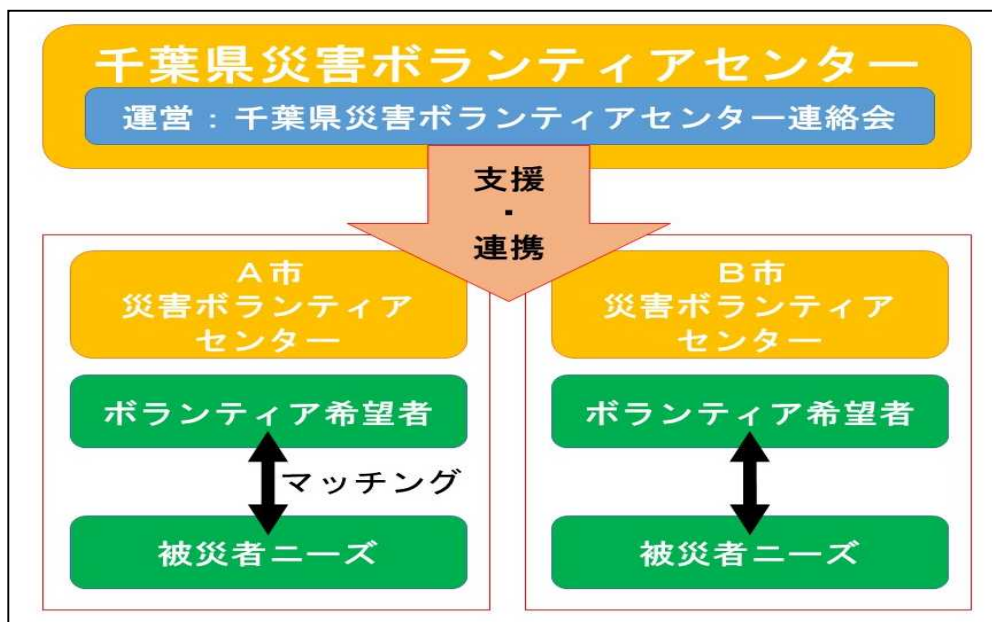 千葉県災害ボランティアセンター
運営：千葉県災害ボランティアセンター連絡会
支援
・
連携
Ａ市
災害ボランティア
センター
ボランティア希望者
マッチング
被災者ニーズ
Ｂ市
災害ボランティア
センター
ボランティア希望者
被災者ニーズ